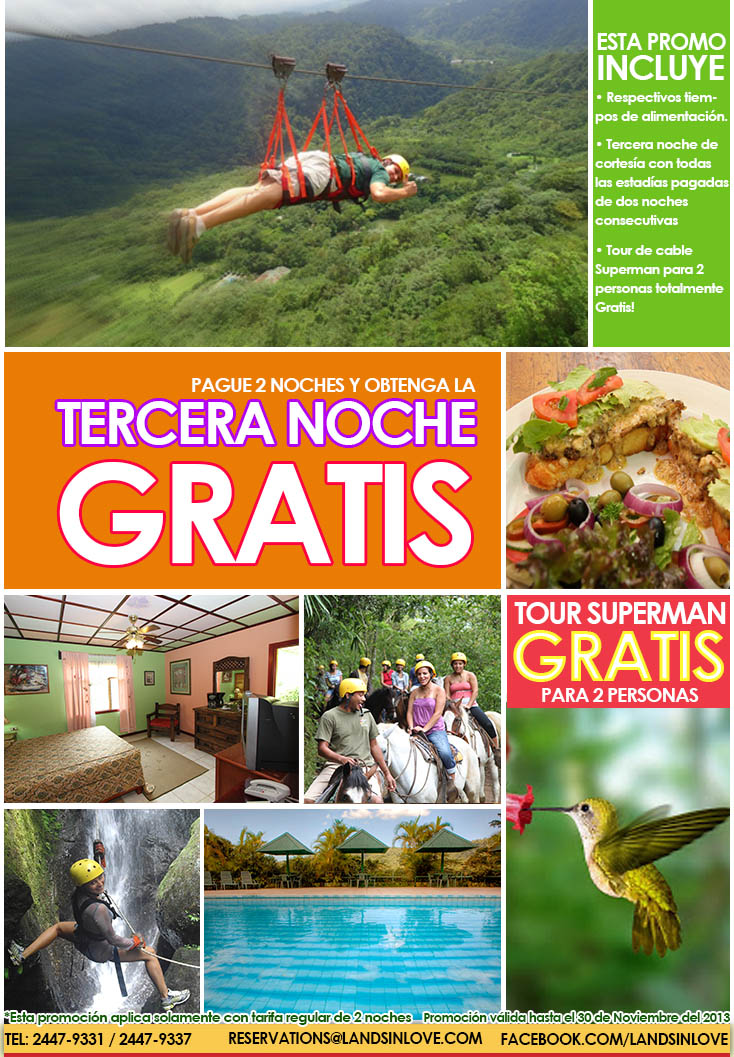 ESTA PROMO
INCLUYE
• Respectivos tiem-
pos de alimentación.
• Tercera noche de
cortesía con todas
las estadías pagadas
de dos noches
consecutivas
• Tour de cable
Superman para 2
personas totalmente
Gratis!
PAGUE 2 NOCHES Y OBTENGA LA
TERCERA NOCHE
GRATIS
TOUR SUPERMAN
GRATIS
PARA 2 PERSONAS
*Esta promoción aplica solamente con tarifa regular de 2 noches Promoción válida hasta el 30 de Noviembre del 2013
TEL: 2447-9331 / 2447-9337 RESERVATIONS@LANDSINLOVE.COM FACEBOOK.COM/LANDSINLOVE